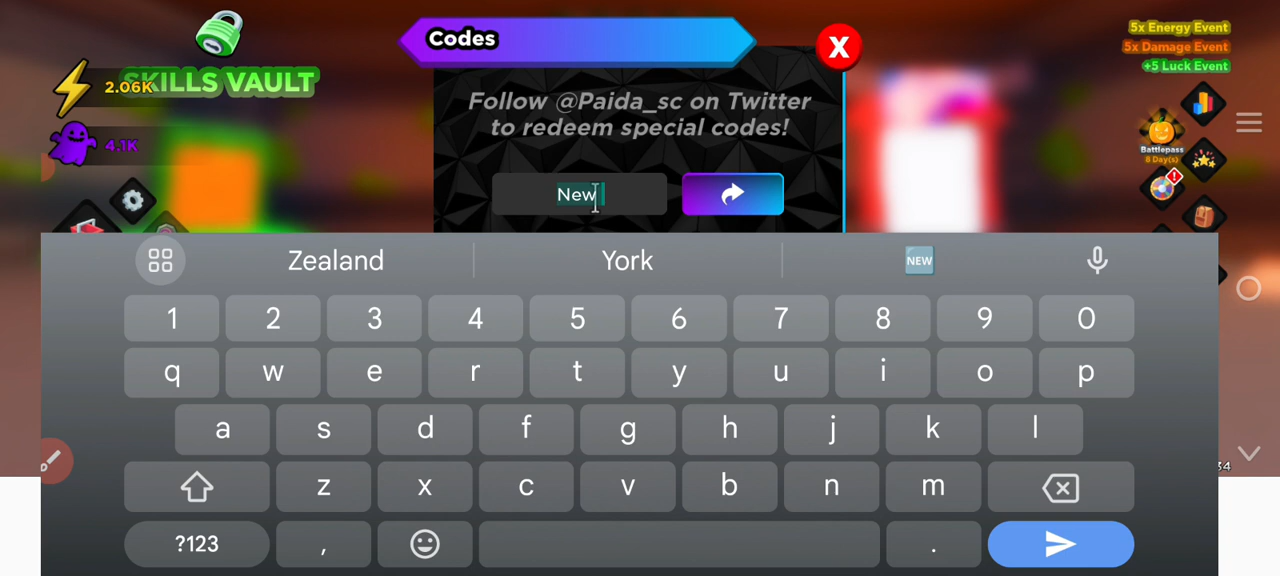 Codes
5x Energy Event
5x Damage Event
+5 Luck Event
SKILLS VAULT
2.06K
4.1K
Follow @Paida_sc on Twitter
to redeem special codes!
New
Battlepass
8 Day(s)
!
Zealand York NEW
1 2 3 4 5 6 7 8 9 0
q w e r t y u i o p
a s d f g h j k l
z x c v b n m
?123 , .
34